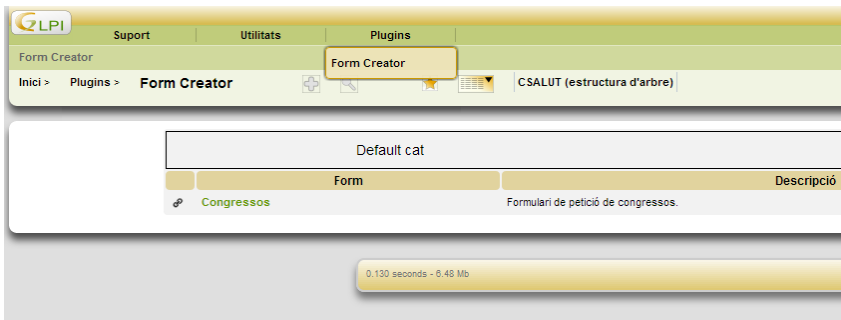 GLPI
Suport Utilitats Plugins
Form Creator
Form Creator
Inici > Plugins > Form Creator CSALUT (estructura d'arbre)
Default cat
Form Descripció
Congressos Formulari de petició de congressos.
0.130 seconds - 6.48 Mb